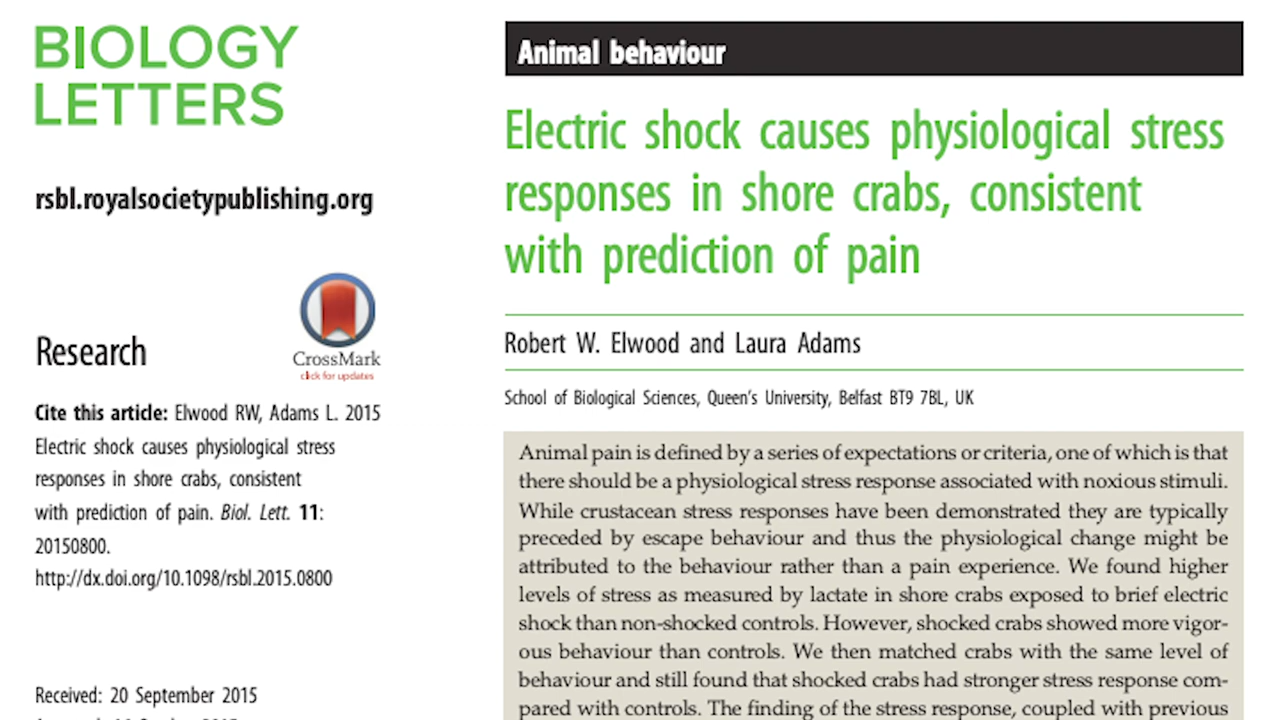 BIOLOGY
LETTERS
rsbl.royalsocietypublishing.org
CrossMark
click for updates
Research
Cite this article: Elwood RW, Adams L. 2015
Electric shock causes physiological stress
responses in shore crabs, consistent
with prediction of pain. Biol. Lett. 11:
20150800.
http://dx.doi.org/10.1098/rsbl.2015.0800
Received: 20 September 2015
Animal behaviour
Electric shock causes physiological stress
responses in shore crabs, consistent
with prediction of pain
Robert W. Elwood and Laura Adams
School of Biological Sciences, Queen's University, Belfast BT9 7BL, UK
Animal pain is defined by a series of expectations or criteria, one of which is that
there should be a physiological stress response associated with noxious stimuli.
While crustacean stress responses have been demonstrated they are typically
preceded by escape behaviour and thus the physiological change might be
attributed to the behaviour rather than a pain experience. We found higher
levels of stress as measured by lactate in shore crabs exposed to brief electric
shock than non-shocked controls. However, shocked crabs showed more vigor-
ous behaviour than controls. We then matched crabs with the same level of
behaviour and still found that shocked crabs had stronger stress response com-
pared with controls. The finding of the stress response, coupled with previous